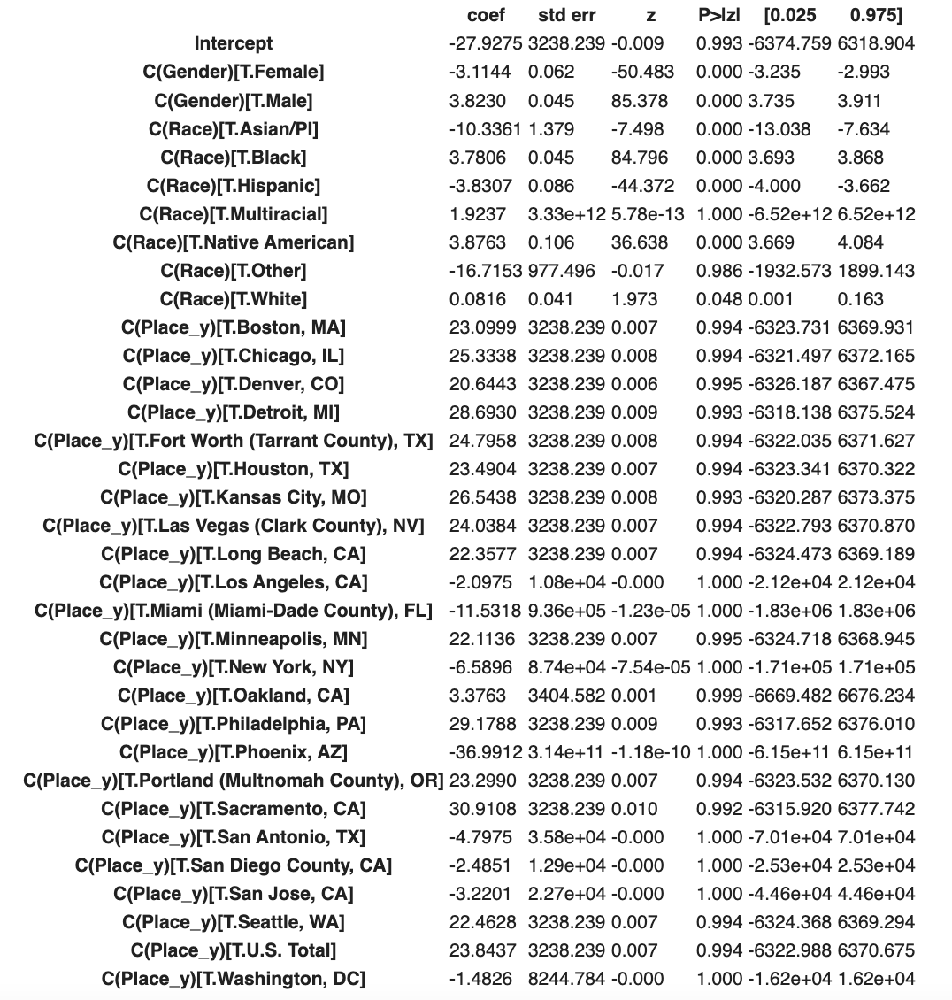 coef std err z P>|z| [0.025 0.975]
Intercept -27.9275 3238.239 -0.009 0.993 -6374.759 6318.904
C(Gender)[T.Female] -3.1144 0.062 -50.483 0.000 -3.235 -2.993
C(Gender)[T.Male] 3.8230 0.045 85.378 0.000 3.735 3.911
C(Race)[T.Asian/PI] -10.3361 1.379 -7.498 0.000 -13.038 -7.634
C(Race)[T.Black] 3.7806 0.045 84.796 0.000 3.693 3.868
C(Race)[T.Hispanic] -3.8307 0.086 -44.372 0.000 -4.000 -3.662
C(Race)[T.Multiracial] 1.9237 3.33e+12 5.78e-13 1.000 -6.52e+12 6.52e+12
C(Race)[T.Native American] 3.8763 0.106 36.638 0.000 3.669 4.084
C(Race)[T.Other] -16.7153 977.496 -0.017 0.986 -1932.573 1899.143
C(Race)[T.White] 0.0816 0.041 1.973 0.048 0.001 0.163
C(Place_y)[T.Boston, MA] 23.0999 3238.239 0.007 0.994 -6323.731 6369.931
C(Place_y)[T.Chicago, IL] 25.3338 3238.239 0.008 0.994 -6321.497 6372.165
C(Place_y)[T.Denver, CO] 20.6443 3238.239 0.006 0.995 -6326.187 6367.475
C(Place_y)[T.Detroit, MI] 28.6930 3238.239 0.009 0.993 -6318.138 6375.524
C(Place_y)[T.Fort Worth (Tarrant County), TX] 24.7958 3238.239 0.008 0.994 -6322.035 6371.627
C(Place_y)[T.Houston, TX] 23.4904 3238.239 0.007 0.994 -6323.341 6370.322
C(Place_y)[T.Kansas City, MO] 26.5438 3238.239 0.008 0.993 -6320.287 6373.375
C(Place_y)[T.Las Vegas (Clark County), NV] 24.0384 3238.239 0.007 0.994 -6322.793 6370.870
C(Place_y)[T.Long Beach, CA] 22.3577 3238.239 0.007 0.994 -6324.473 6369.189
C(Place_y)[T.Los Angeles, CA] -2.0975 1.08e+04 -0.000 1.000 -2.12e+04 2.12e+04
C(Place_y)[T.Miami (Miami-Dade County), FL] -11.5318 9.36e+05 -1.23e-05 1.000 -1.83e+06 1.83e+06
C(Place_y)[T.Minneapolis, MN] 22.1136 3238.239 0.007 0.995 -6324.718 6368.945
C(Place_y)[T.New York, NY] -6.5896 8.74e+04 -7.54e-05 1.000 -1.71e+05 1.71e+05
C(Place_y)[T.Oakland, CA] 3.3763 3404.582 0.001 0.999 -6669.482 6676.234
C(Place_y)[T.Philadelphia, PA] 29.1788 3238.239 0.009 0.993 -6317.652 6376.010
C(Place_y)[T.Phoenix, AZ] -36.9912 3.14e+11 -1.18e-10 1.000 -6.15e+11 6.15e+11
C(Place_y)[T.Portland (Multnomah County), OR] 23.2990 3238.239 0.007 0.994 -6323.532 6370.130
C(Place_y)[T.Sacramento, CA] 30.9108 3238.239 0.010 0.992 -6315.920 6377.742
C(Place_y)[T.San Antonio, TX] -4.7975 3.58e+04 -0.000 1.000 -7.01e+04 7.01e+04
C(Place_y)[T.San Diego County, CA] -2.4851 1.29e+04 -0.000 1.000 -2.53e+04 2.53e+04
C(Place_y)[T.San Jose, CA] -3.2201 2.27e+04 -0.000 1.000 -4.46e+04 4.46e+04
C(Place_y)[T.Seattle, WA] 22.4628 3238.239 0.007 0.994 -6324.368 6369.294
C(Place_y)[T.U.S. Total] 23.8437 3238.239 0.007 0.994 -6322.988 6370.675
C(Place_y)[T.Washington, DC] -1.4826 8244.784 -0.000 1.000 -1.62e+04 1.62e+04